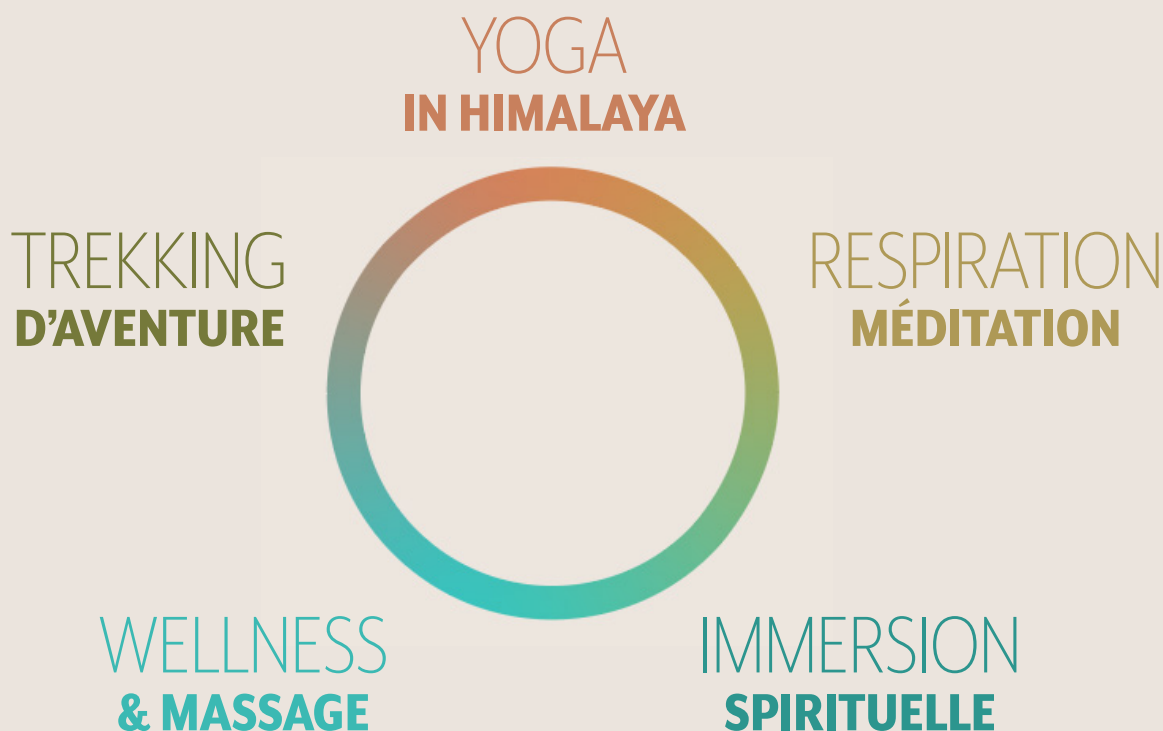 YOGA
IN HIMALAYA
TREKKING
D'AVENTURE
RESPIRATION
MÉDITATION
WELLNESS
& MASSAGE
IMMERSION
SPIRITUELLE